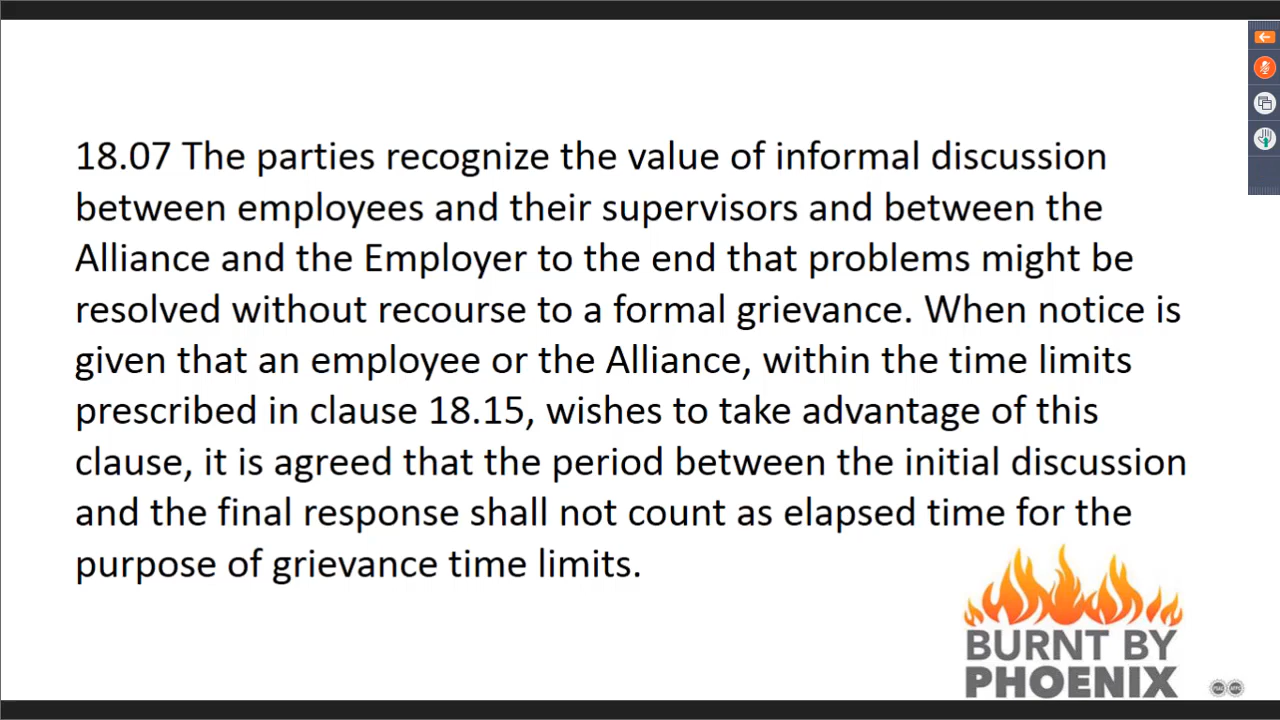 18.07 The parties recognize the value of informal discussion
between employees and their supervisors and between the
Alliance and the Employer to the end that problems might be
resolved without recourse to a formal grievance. When notice is
given that an employee or the Alliance, within the time limits
prescribed in clause 18.15, wishes to take advantage of this
clause, it is agreed that the period between the initial discussion
and the final response shall not count as elapsed time for the
purpose of grievance time limits.
BURNT BY
PHOENIX